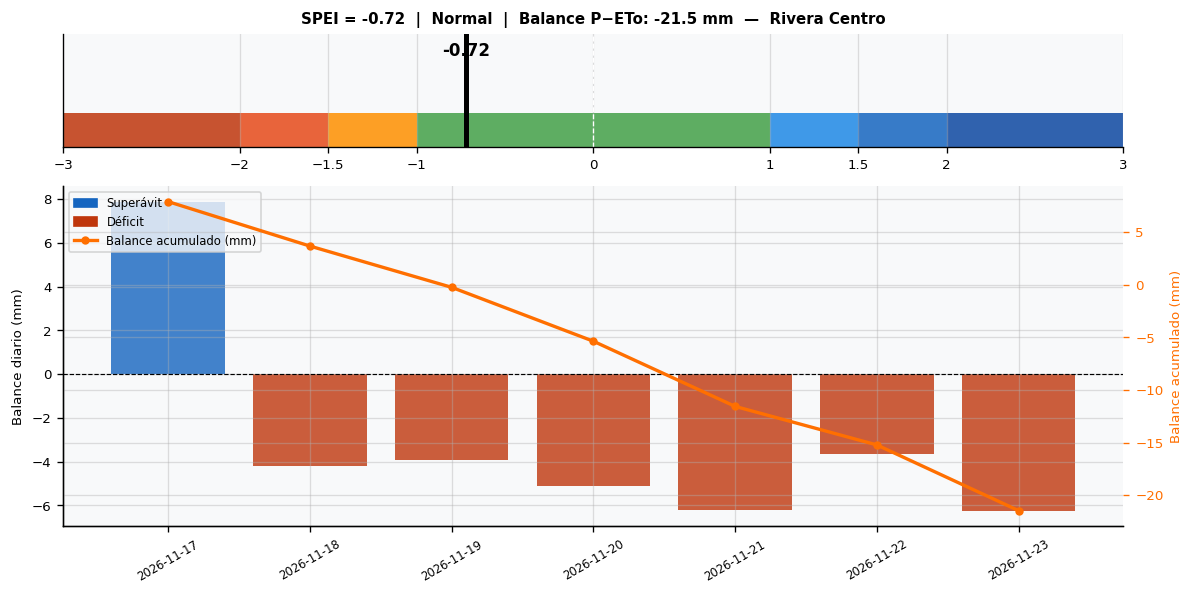 SPEI = -0.72  |  Normal  |  Balance P−ETo: -21.5 mm  —  Rivera Centro
-0.72
−3 −2 −1.5 −1 0 1 1.5 2 3
Superávit
Déficit
Balance acumulado (mm)
Balance diario (mm)
8
6
4
2
0
−2
−4
−6
5
0
−5
−10
−15
−20
Balance acumulado (mm)
2026-11-17 2026-11-18 2026-11-19 2026-11-20 2026-11-21 2026-11-22 2026-11-23